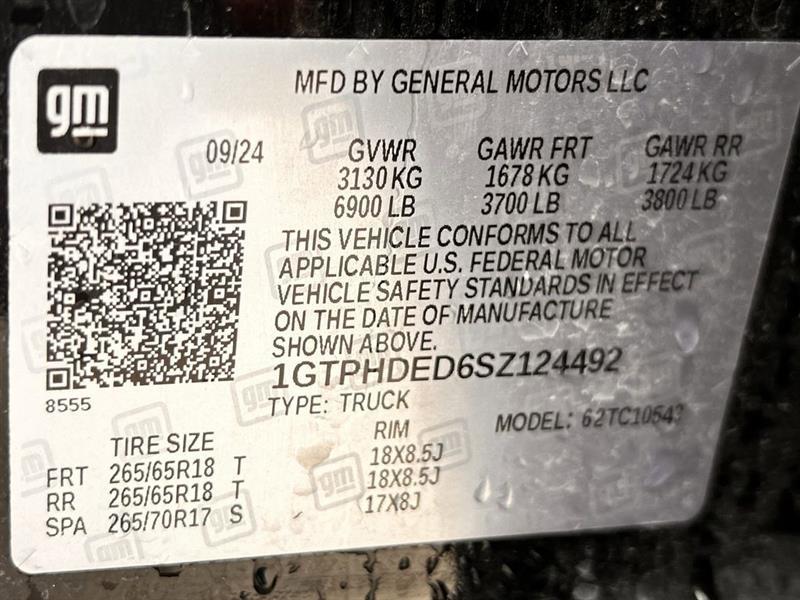 gm
MFD BY GENERAL MOTORS LLC
09/24 GVWR GAWR FRT GAWR RR
3130 KG 1678 KG 1724 KG
6900 LB 3700 LB 3800 LB
THIS VEHICLE CONFORMS TO ALL
APPLICABLE U.S. FEDERAL MOTOR
VEHICLE SAFETY STANDARDS IN EFFECT
ON THE DATE OF MANUFACTURE
SHOWN ABOVE.
1GTPHDED6SZ124492
8555
TYPE: TRUCK MODEL: 62TC10543
TIRE SIZE RIM
FRT 265/65R18 T 18X8.5J
RR 265/65R18 T 18X8.5J
SPA 265/70R17 S 17X8J